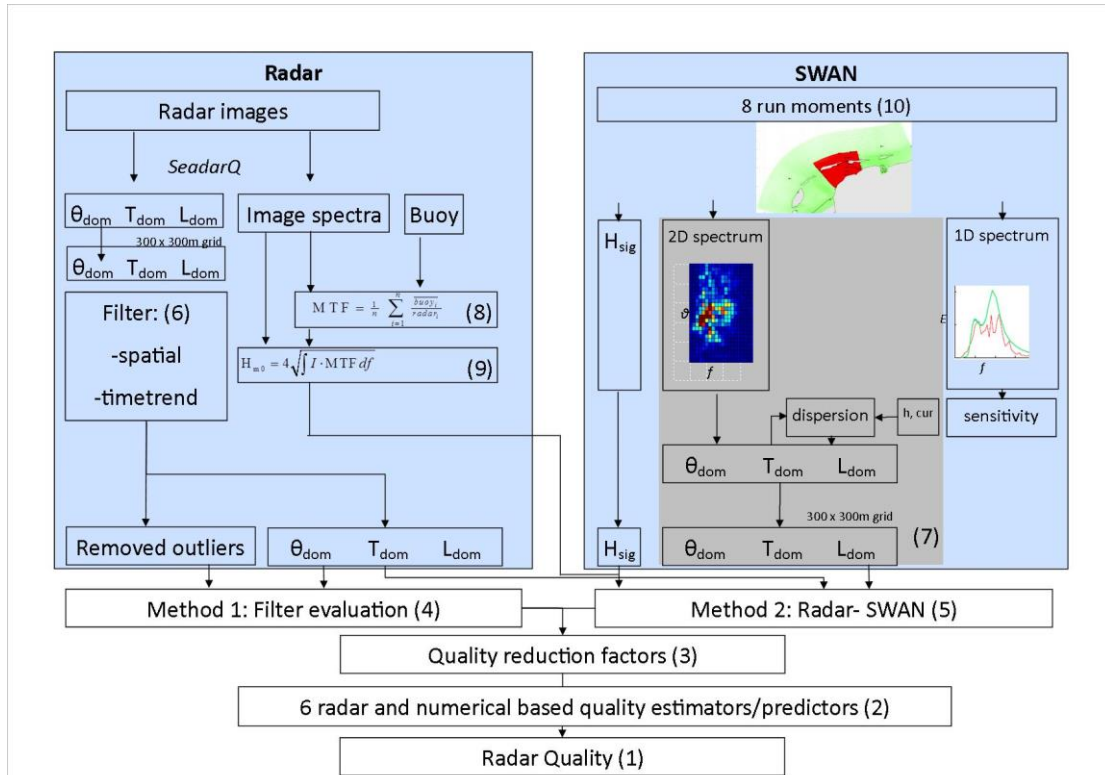 Radar
Radar images
SeadarQ
θdom Tdom Ldom
300 x 300m grid
θdom Tdom Ldom
Image spectra
Buoy
Filter: (6)
-spatial
-timetrend
MTF = 1/n ∑ i=1 n buoy_i/radar_i (8)
H_m0 = 4√∫ I · MTF df (9)
Removed outliers
θdom Tdom Ldom
SWAN
8 run moments (10)
Hsig
2D spectrum
ϑ
f
1D spectrum
E
f
dispersion
h, cur
sensitivity
θdom Tdom Ldom
300 x 300m grid
(7)
Hsig
θdom Tdom Ldom
Method 1: Filter evaluation (4)
Method 2: Radar- SWAN (5)
Quality reduction factors (3)
6 radar and numerical based quality estimators/predictors (2)
Radar Quality (1)